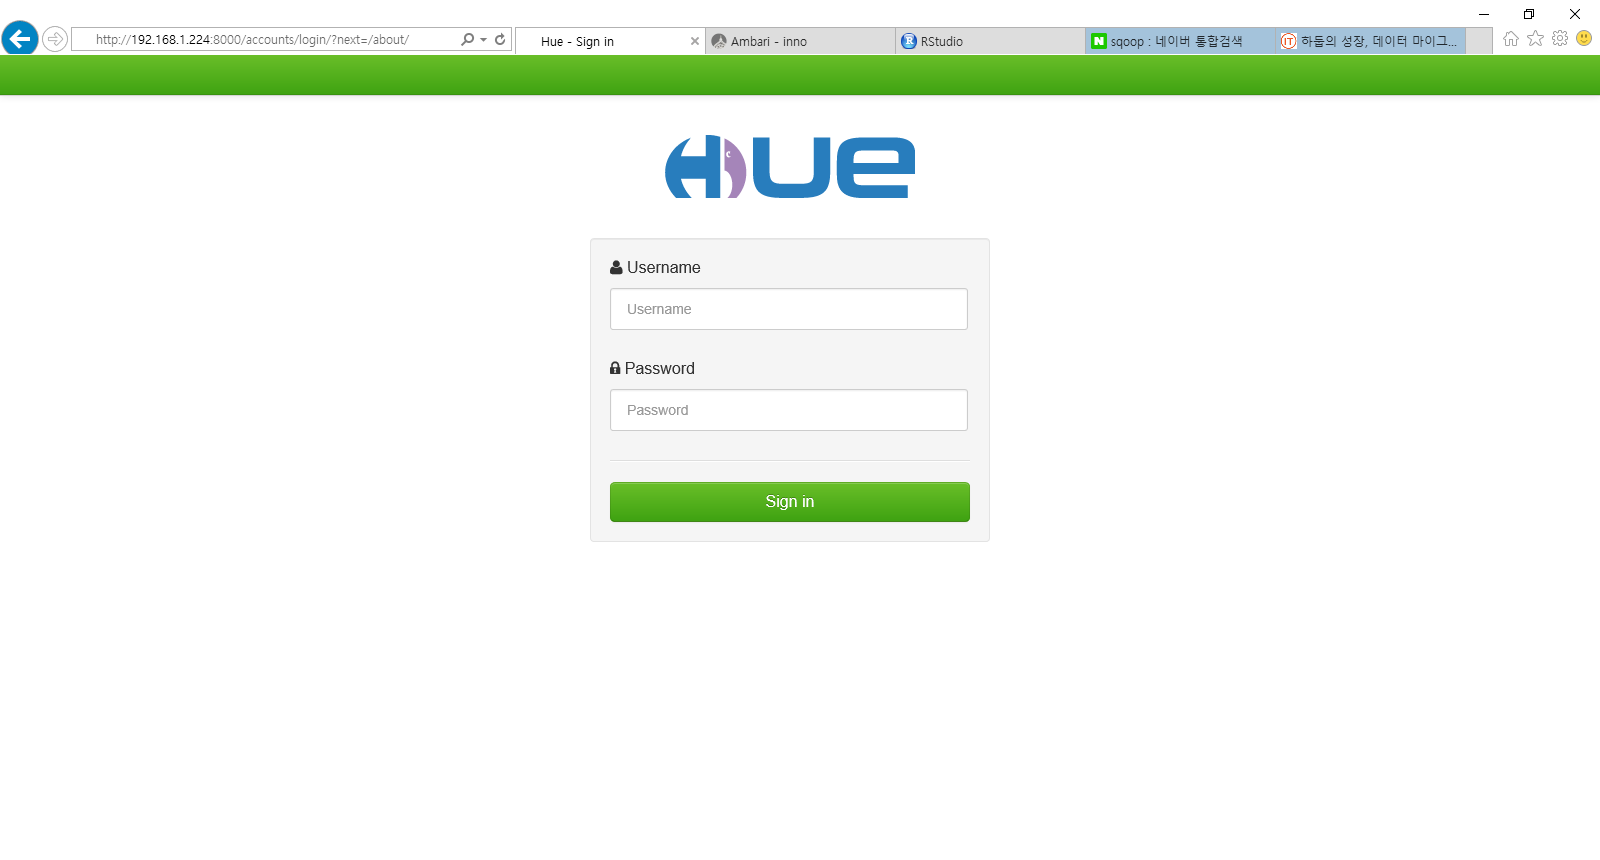 http://192.168.1.224:8000/accounts/login/?next=/about/
Hue - Sign in
Ambari - inno
RStudio
sqoop : 네이버 통합검색
하둡의 성장, 데이터 마이그...
Hue
Username
Username
Password
Password
Sign in